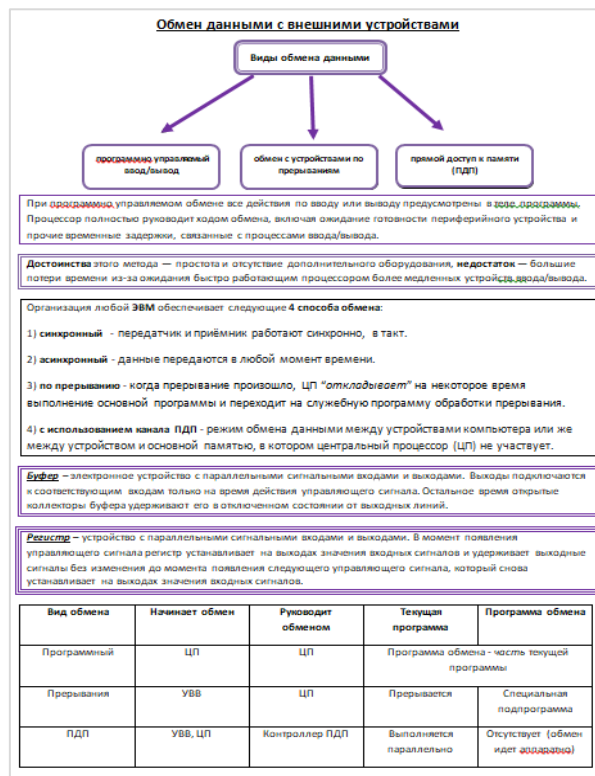 Обмен данными с внешними устройствами
Виды обмена данными
программно управляемый
ввод/вывод
обмен с устройствами по
прерываниям
прямой доступ к памяти
(ПДП)
При программно управляемом обмене все действия по вводу или выводу предусмотрены в теле программы.
Процессор полностью руководит ходом обмена, включая ожидание готовности периферийного устройства и
прочие временные задержки, связанные с процессами ввода/вывода.
Достоинства этого метода — простота и отсутствие дополнительного оборудования, недостаток — большие
потери времени из-за ожидания быстро работающим процессором более медленных устройств ввода/вывода.
Организация любой ЭВМ обеспечивает следующие 4 способа обмена:
1) синхронный - передатчик и приёмник работают синхронно, в такт.
2) асинхронный - данные передаются в любой момент времени.
3) по прерыванию - когда прерывание произошло, ЦП “откладывает” на некоторое время
выполнение основной программы и переходит на служебную программу обработки прерывания.
4) с использованием канала ПДП - режим обмена данными между устройствами компьютера или же
между устройством и основной памятью, в котором центральный процессор (ЦП) не участвует.
Буфер – электронное устройство с параллельными сигнальными входами и выходами. Выходы подключаются
к соответствующим входам только на время действия управляющего сигнала. Остальное время открытые
коллекторы буфера удерживают его в отключенном состоянии от выходных линий.
Регистр – устройство с параллельными сигнальными входами и выходами. В момент появления
управляющего сигнала регистр устанавливает на выходах значения входных сигналов и удерживает выходные
сигналы без изменения до момента появления следующего управляющего сигнала, который снова
устанавливает на выходах значения входных сигналов.
Вид обмена Начинает обмен Руководит обменом Текущая программа Программа обмена
Программный ЦП ЦП Программа обмена - часть текущей
программы
Прерывания УВВ ЦП Прерывается Специальная
подпрограмма
ПДП УВВ, ЦП Контроллер ПДП Выполняется
параллельно
Отсутствует (обмен
идет аппаратно)